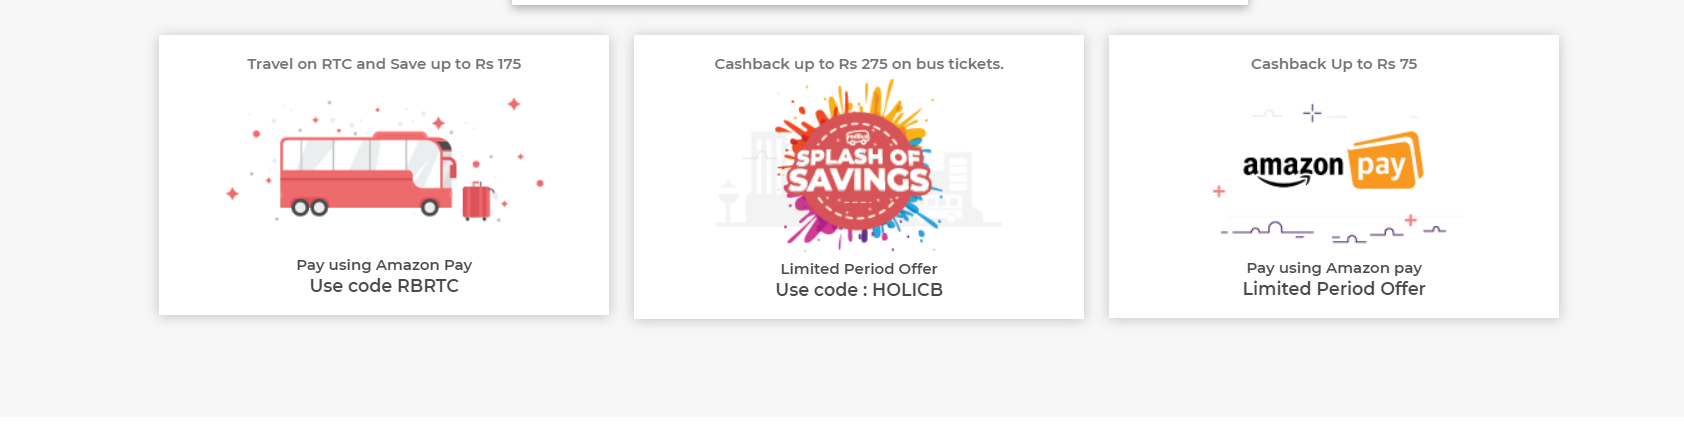 Travel on RTC and Save up to Rs 175
Pay using Amazon Pay
Use code RBRTC
Cashback up to Rs 275 on bus tickets.
SPLASH OF
SAVINGS
Limited Period Offer
Use code : HOLICB
Cashback Up to Rs 75
amazon pay
Pay using Amazon pay
Limited Period Offer